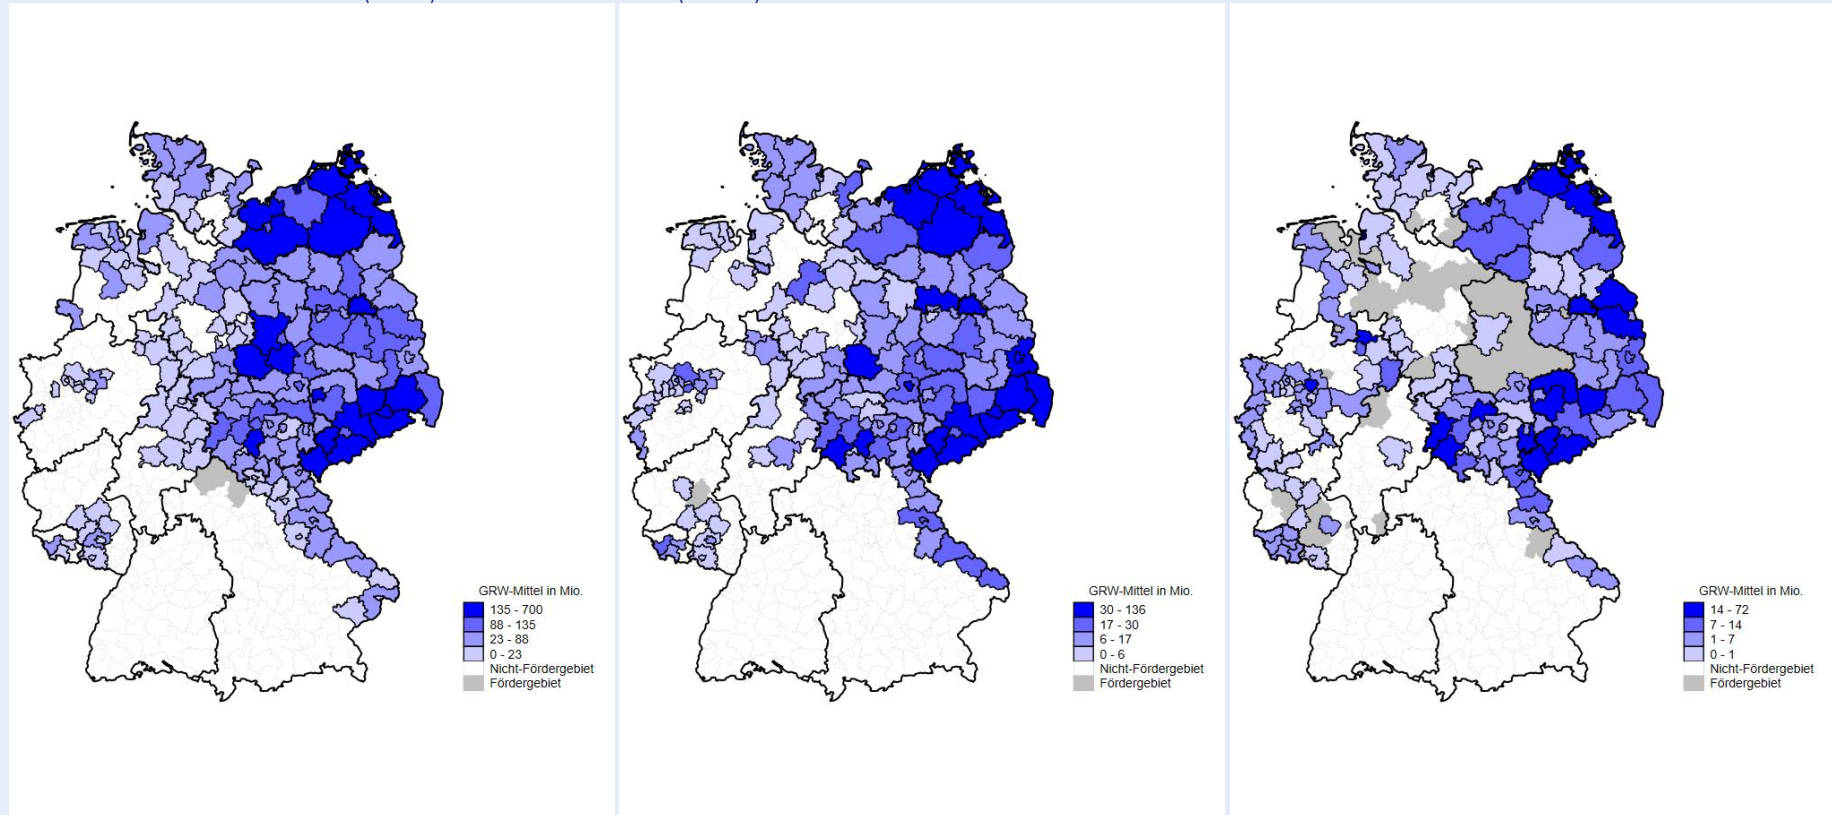 GRW-Mittel in Mio.
135 - 700
88 - 135
23 - 88
0 - 23
Nicht-Fördergebiet
Fördergebiet
GRW-Mittel in Mio.
30 - 136
17 - 30
6 - 17
0 - 6
Nicht-Fördergebiet
Fördergebiet
GRW-Mittel in Mio.
14 - 72
7 - 14
1 - 7
0 - 1
Nicht-Fördergebiet
Fördergebiet